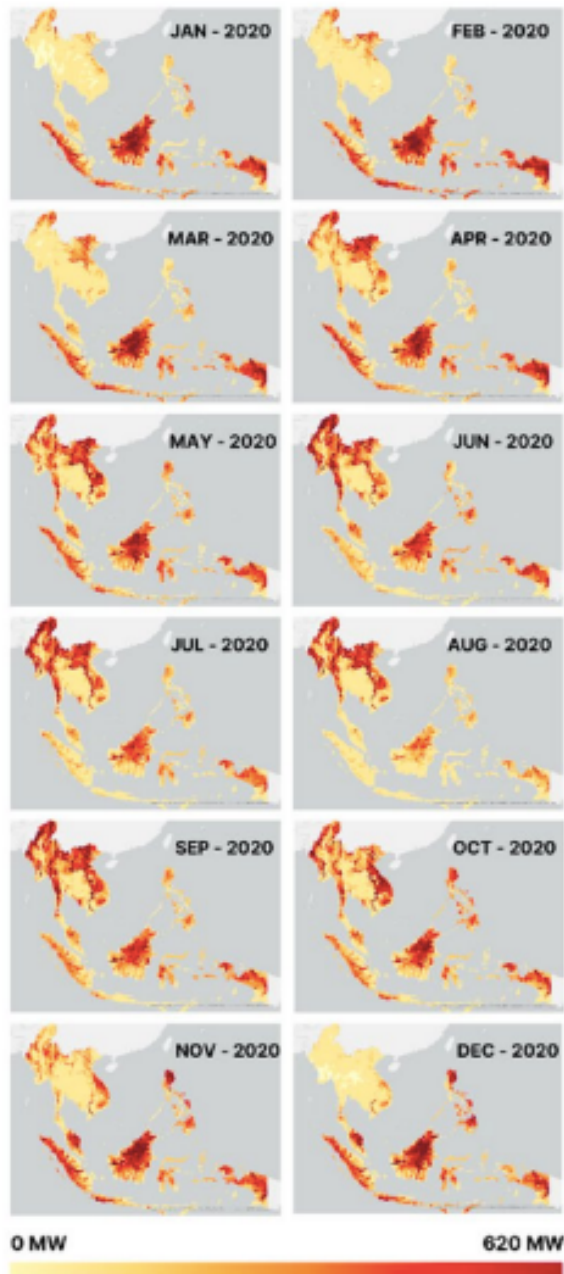 JAN - 2020
FEB - 2020
MAR - 2020
APR - 2020
MAY - 2020
JUN - 2020
JUL - 2020
AUG - 2020
SEP - 2020
OCT - 2020
NOV - 2020
DEC - 2020
0 MW
620 MW